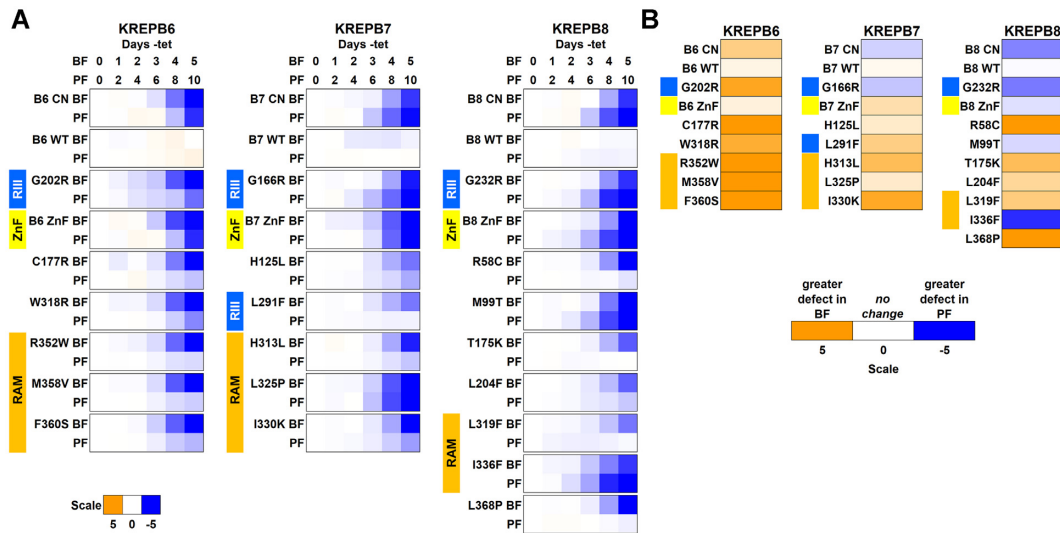 A
KREPB6
Days -tet
BF 0 1 2 3 4 5
PF 0 2 4 6 8 10
B6 CN BF
PF
B6 WT BF
PF
RIII
G202R BF
PF
ZnF
B6 ZnF BF
PF
C177R BF
PF
W318R BF
PF
RAM
R352W BF
PF
M358V BF
PF
F360S BF
PF
Scale
5 0 -5
KREPB7
Days -tet
0 1 2 3 4 5
0 2 4 6 8 10
B7 CN BF
PF
B7 WT BF
PF
RIII
G166R BF
PF
ZnF
B7 ZnF BF
PF
H125L BF
PF
RIII
L291F BF
PF
RAM
H313L BF
PF
L325P BF
PF
I330K BF
PF
KREPB8
Days -tet
BF 0 1 2 3 4 5
PF 0 2 4 6 8 10
B8 CN BF
PF
B8 WT BF
PF
RIII
G232R BF
PF
ZnF
B8 ZnF BF
PF
R58C BF
PF
M99T BF
PF
T175K BF
PF
L204F BF
PF
RAM
L319F BF
PF
I336F BF
PF
L368P BF
PF
B
KREPB6
B6 CN
B6 WT
G202R
B6 ZnF
C177R
W318R
R352W
M358V
F360S
KREPB7
B7 CN
B7 WT
G166R
B7 ZnF
H125L
L291F
H313L
L325P
I330K
KREPB8
B8 CN
B8 WT
G232R
B8 ZnF
R58C
M99T
T175K
L204F
L319F
I336F
L368P
greater defect in BF
no change
greater defect in PF
5 0 -5
Scale